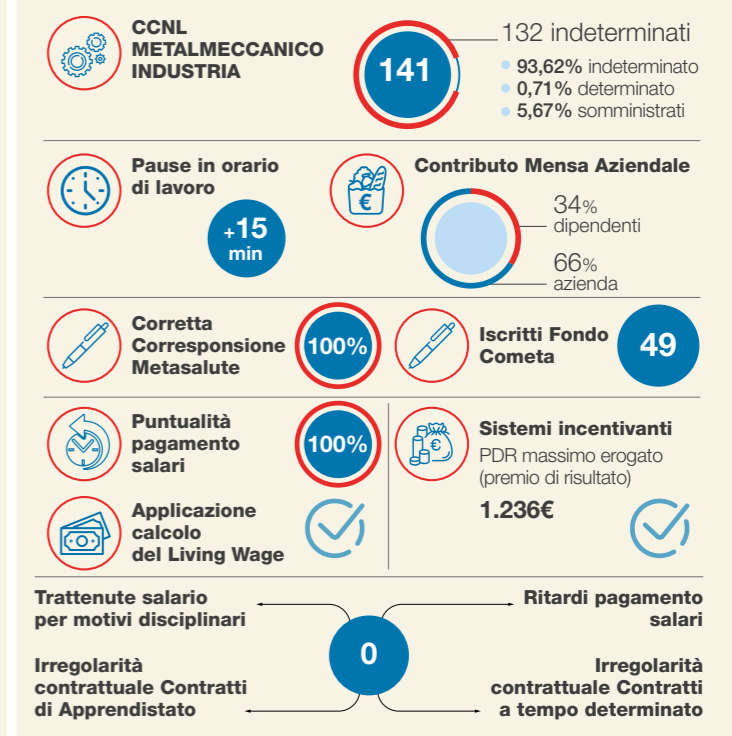 CCNL
METALMECCANICO
INDUSTRIA
141
132 indeterminati
93,62% indeterminato
0,71% determinato
5,67% somministrati
Pause in orario
di lavoro
+15
min
€
Contributo Mensa Aziendale
34%
dipendenti
66%
azienda
Corretta
Corresponsione
Metasalute
100%
Iscritti Fondo
Cometa
49
Puntualità
pagamento
salari
100%
€
Sistemi incentivanti
PDR massimo erogato
(premio di risultato)
1.236€
Applicazione
calcolo
del Living Wage
Trattenute salario
per motivi disciplinari
Ritardi pagamento
salari
0
Irregolarità
contrattuale Contratti
di Apprendistato
Irregolarità
contrattuale Contratti
a tempo determinato